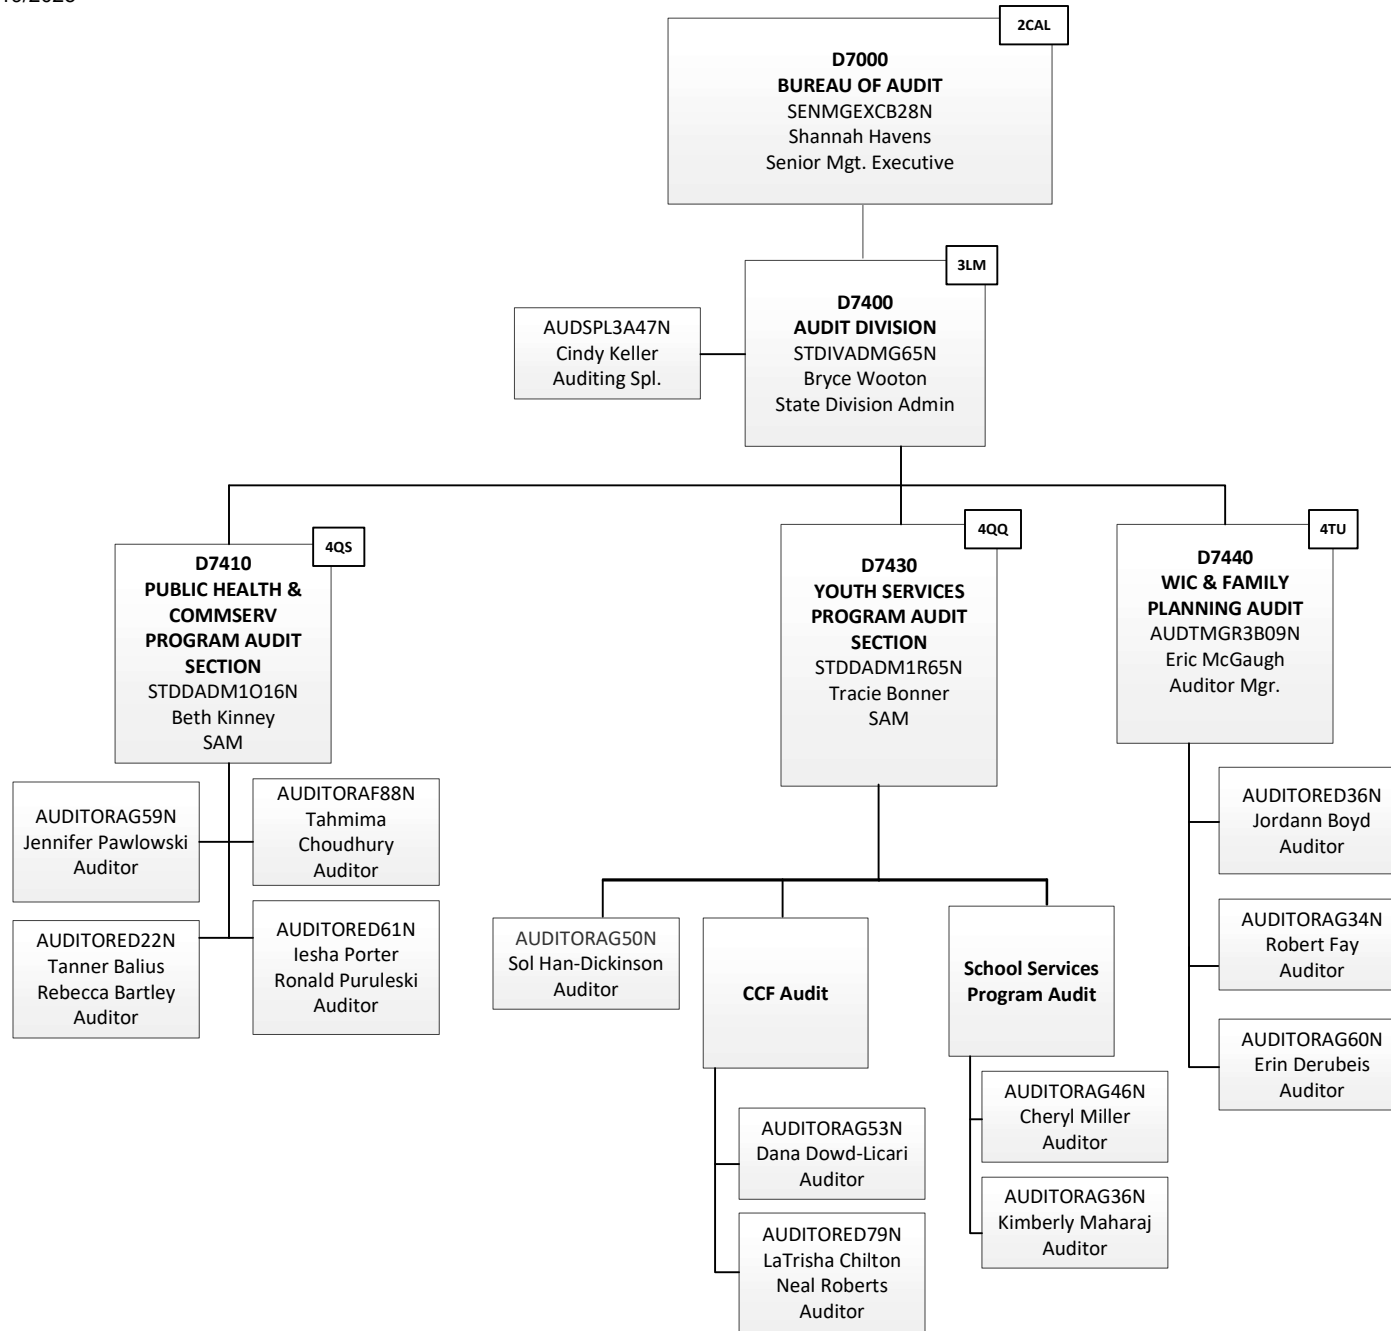 2CAL
D7000
BUREAU OF AUDIT
SENMGEXCB28N
Shannah Havens
Senior Mgt. Executive
3LM
D7400
AUDIT DIVISION
STDIVADMG65N
Bryce Wooton
State Division Admin
AUDSPL3A47N
Cindy Keller
Auditing Spl.
4QS
D7410
PUBLIC HEALTH &
COMMSERV
PROGRAM AUDIT
SECTION
STDDADM1O16N
Beth Kinney
SAM
4QQ
D7430
YOUTH SERVICES
PROGRAM AUDIT
SECTION
STDDADM1R65N
Tracie Bonner
SAM
4TU
D7440
WIC & FAMILY
PLANNING AUDIT
AUDTMGR3B09N
Eric McGaugh
Auditor Mgr.
AUDITORAG59N
Jennifer Pawlowski
Auditor
AUDITORAF88N
Tahmima
Choudhury
Auditor
AUDITORED22N
Tanner Balius
Rebecca Bartley
Auditor
AUDITORED61N
Iesha Porter
Ronald Puruleski
Auditor
AUDITORAG50N
Sol Han-Dickinson
Auditor
CCF Audit
School Services
Program Audit
AUDITORAG53N
Dana Dowd-Licari
Auditor
AUDITORED79N
LaTrisha Chilton
Neal Roberts
Auditor
AUDITORAG46N
Cheryl Miller
Auditor
AUDITORAG36N
Kimberly Maharaj
Auditor
AUDITORED36N
Jordann Boyd
Auditor
AUDITORAG34N
Robert Fay
Auditor
AUDITORAG60N
Erin Derubeis
Auditor